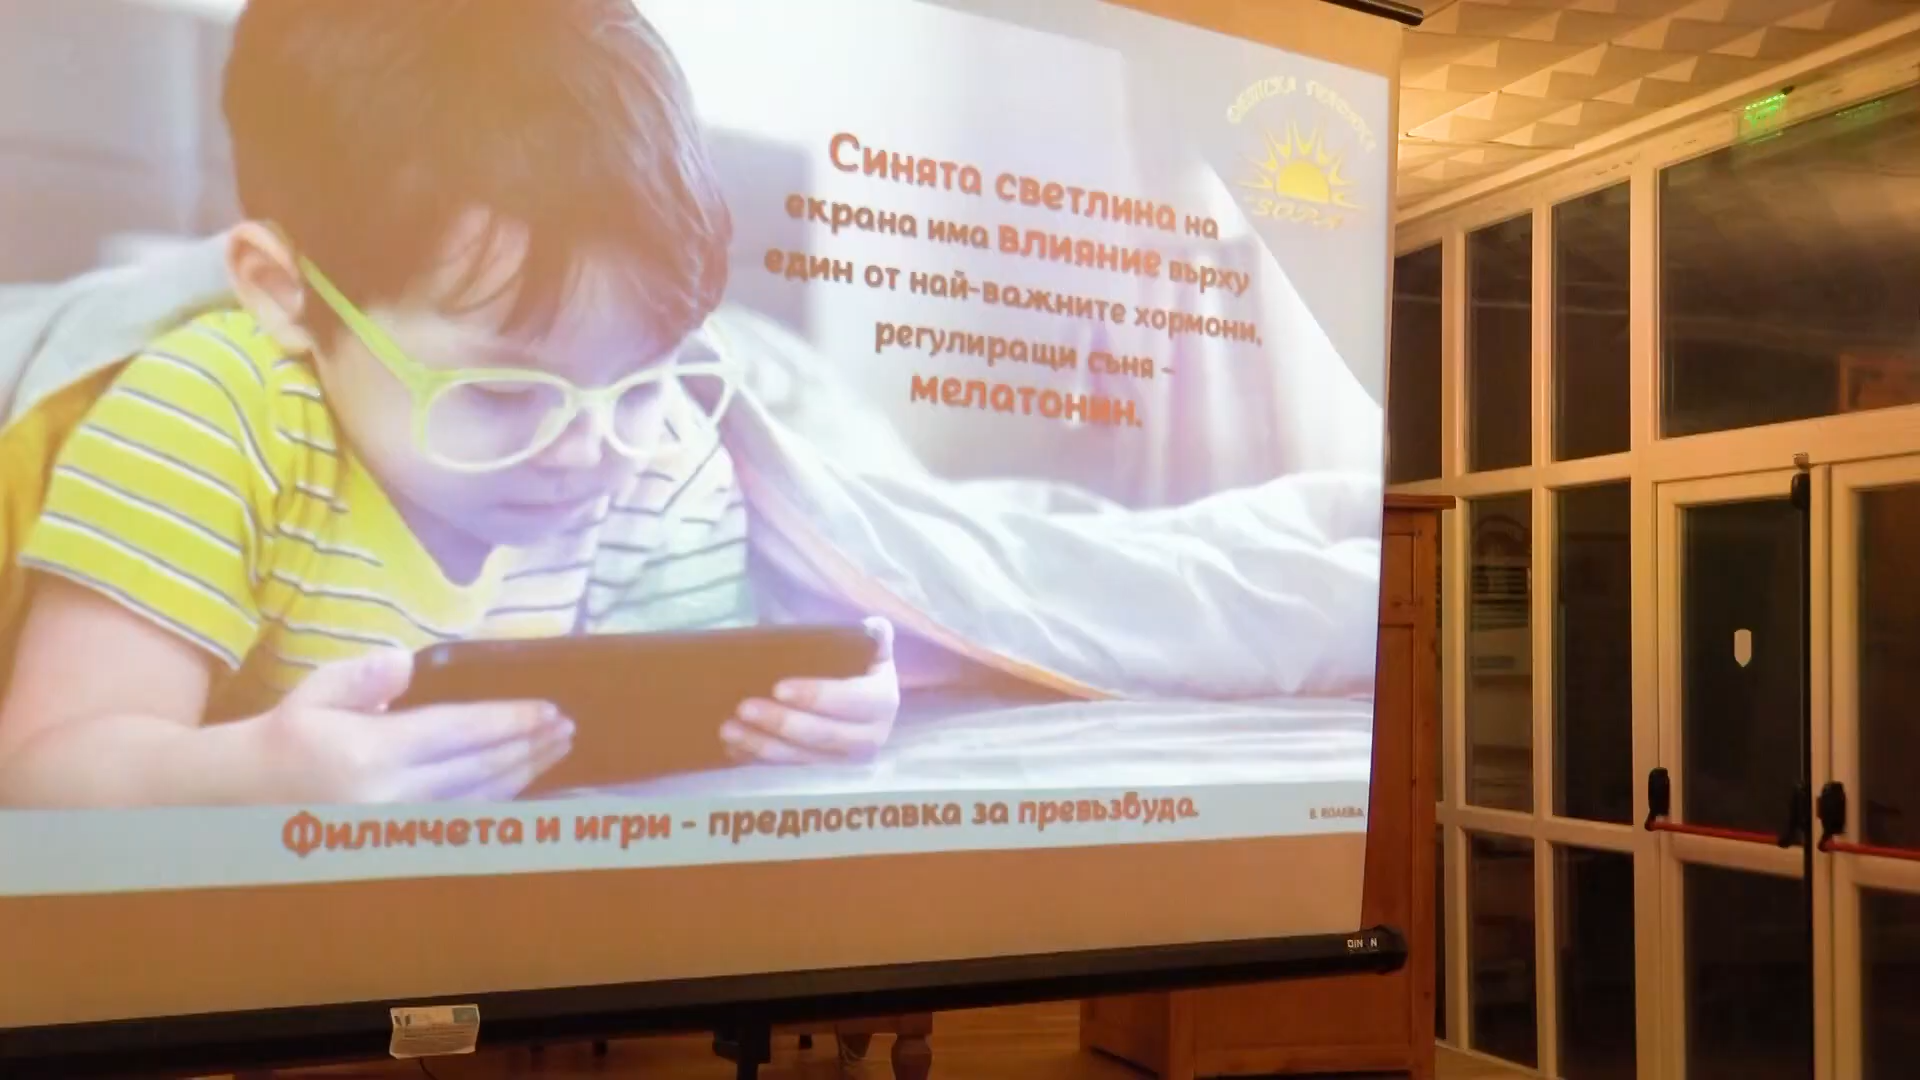 Синята светлина на
екрана има влияние върху
един от най-важните хормони,
регулиращи съня -
мелатонин.
Филмчета и игри - предпоставка за превъзбуда